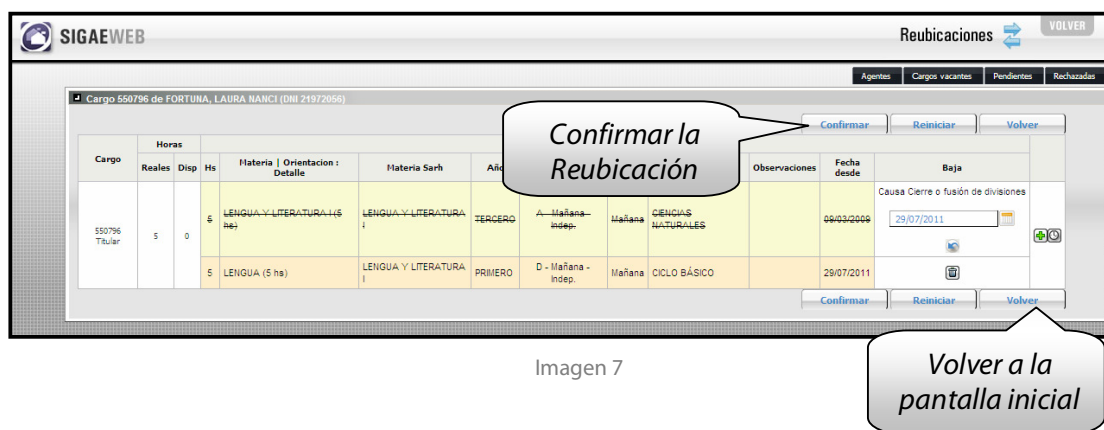 SIGAEWEB
Reubicaciones
VOLVER
Agentes Cargos vacantes Pendientes Rechazadas
Cargo 550796 de FORTUNA, LAURA NANCI (DNI 21972056)
Confirmar la
Reubicación
Confirmar Reiniciar Volver
Cargo
Horas
Reales Disp Hs
Materia | Orientacion :
Detalle
Materia Sarh
Año
Observaciones
Fecha
desde
Baja
550796
Titular
5
0
5
LENGUA Y LITERATURA I (5
hs)
LENGUA Y LITERATURA
I
TERCERO
A - Mañana -
Indep.
Mañana
CIENCIAS
NATURALES
09/03/2009
Causa Cierre o fusión de divisiones
29/07/2011
5 LENGUA (5 hs)
LENGUA Y LITERATURA
I
PRIMERO
D - Mañana -
Indep.
Mañana CICLO BÁSICO
29/07/2011
Confirmar Reiniciar Volver
Imagen 7
Volver a la
pantalla inicial